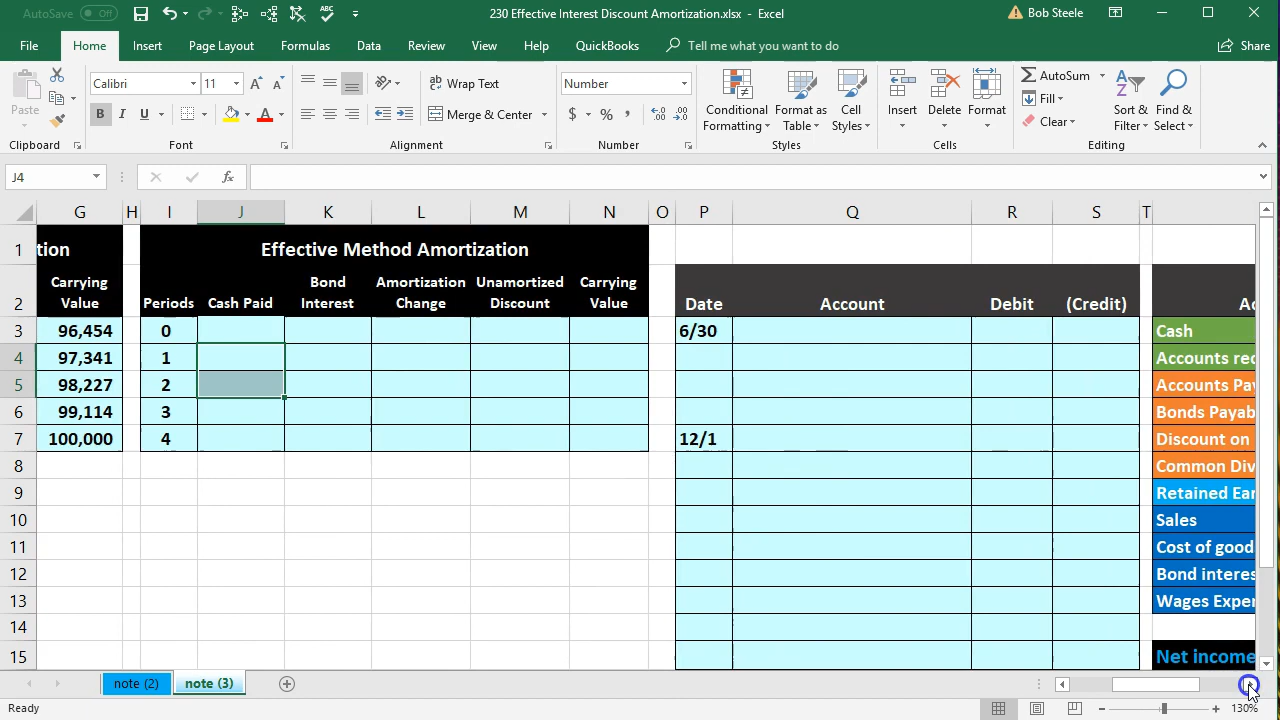 AutoSave Off
230 Effective Interest Discount Amortization.xlsx - Excel
Bob Steele
File Home Insert Page Layout Formulas Data Review View Help QuickBooks Tell me what you want to do Share
Paste
Calibri 11
B I U A
Wrap Text
Merge & Center
Number
$ % ,
Conditional Formatting
Format as Table
Cell Styles
Insert Delete Format
AutoSum
Fill
Clear
Sort & Filter
Find & Select
Clipboard Font Alignment Number Styles Cells Editing
J4 fx
G H I J K L M N O P Q R S T
1 tion Effective Method Amortization
2 Carrying Value Periods Cash Paid Bond Interest Amortization Change Unamortized Discount Carrying Value Date Account Debit (Credit) Ac
3 96,454 0 6/30 Cash
4 97,341 1 Accounts rec
5 98,227 2 Accounts Pay
6 99,114 3 Bonds Payab
7 100,000 4 12/1 Discount on
8 Common Div
9 Retained Ear
10 Sales
11 Cost of good
12 Bond interes
13 Wages Exper
14
15 Net income
note (2) note (3)
Ready 130%